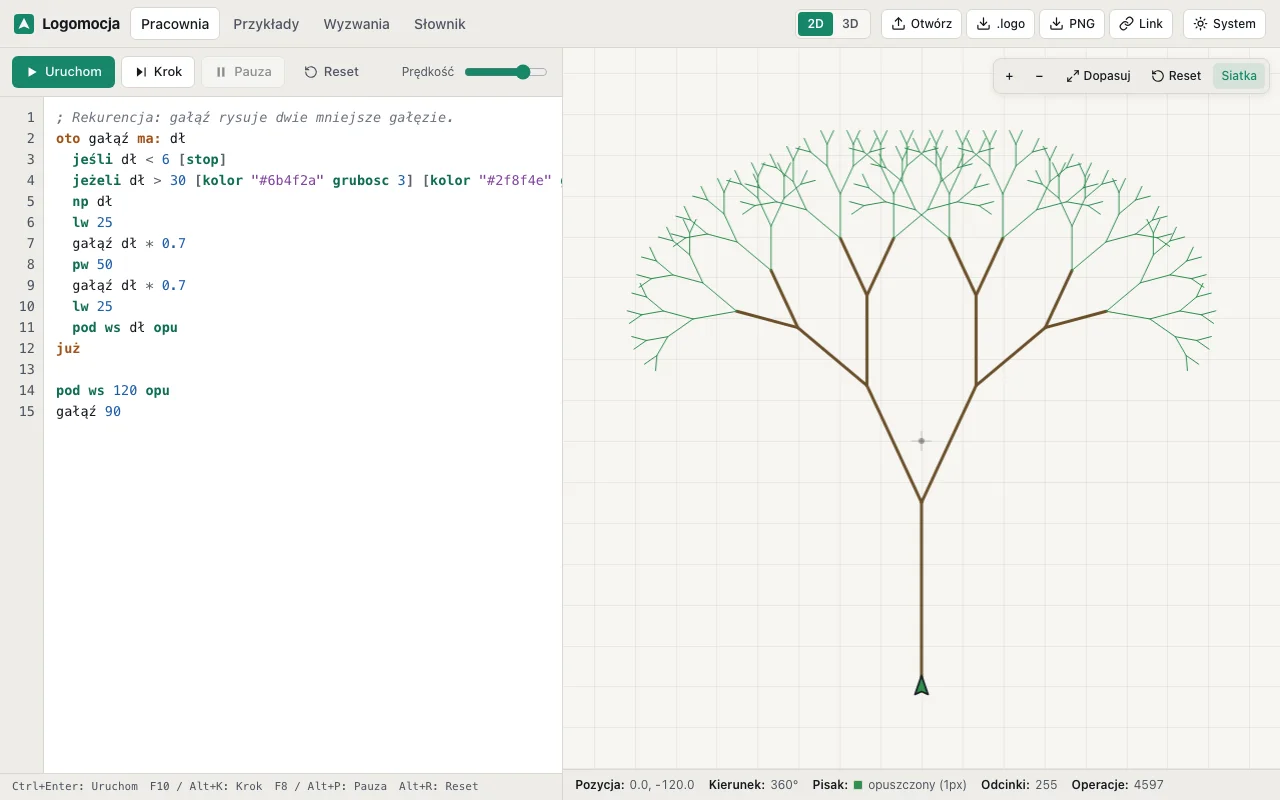 Logomocja Pracownia Przykłady Wyzwania Słownik 2D 3D Otwórz .logo PNG Link System
Uruchom Krok Pauza Reset Prędkość
+ − Dopasuj Reset Siatka
1 ; Rekurencja: gałąź rysuje dwie mniejsze gałęzie.
2 oto gałąź ma: dł
3 jeśli dł < 6 [stop]
4 jeżeli dł > 30 [kolor "#6b4f2a" grubosc 3] [kolor "#2f8f4e"
5 np dł
6 lw 25
7 gałąź dł * 0.7
8 pw 50
9 gałąź dł * 0.7
10 lw 25
11 pod ws dł opu
12 już
13
14 pod ws 120 opu
15 gałąź 90
Ctrl+Enter: Uruchom F10 / Alt+K: Krok F8 / Alt+P: Pauza Alt+R: Reset
Pozycja: 0.0, -120.0 Kierunek: 360° Pisak: opuszczony (1px) Odcinki: 255 Operacje: 4597